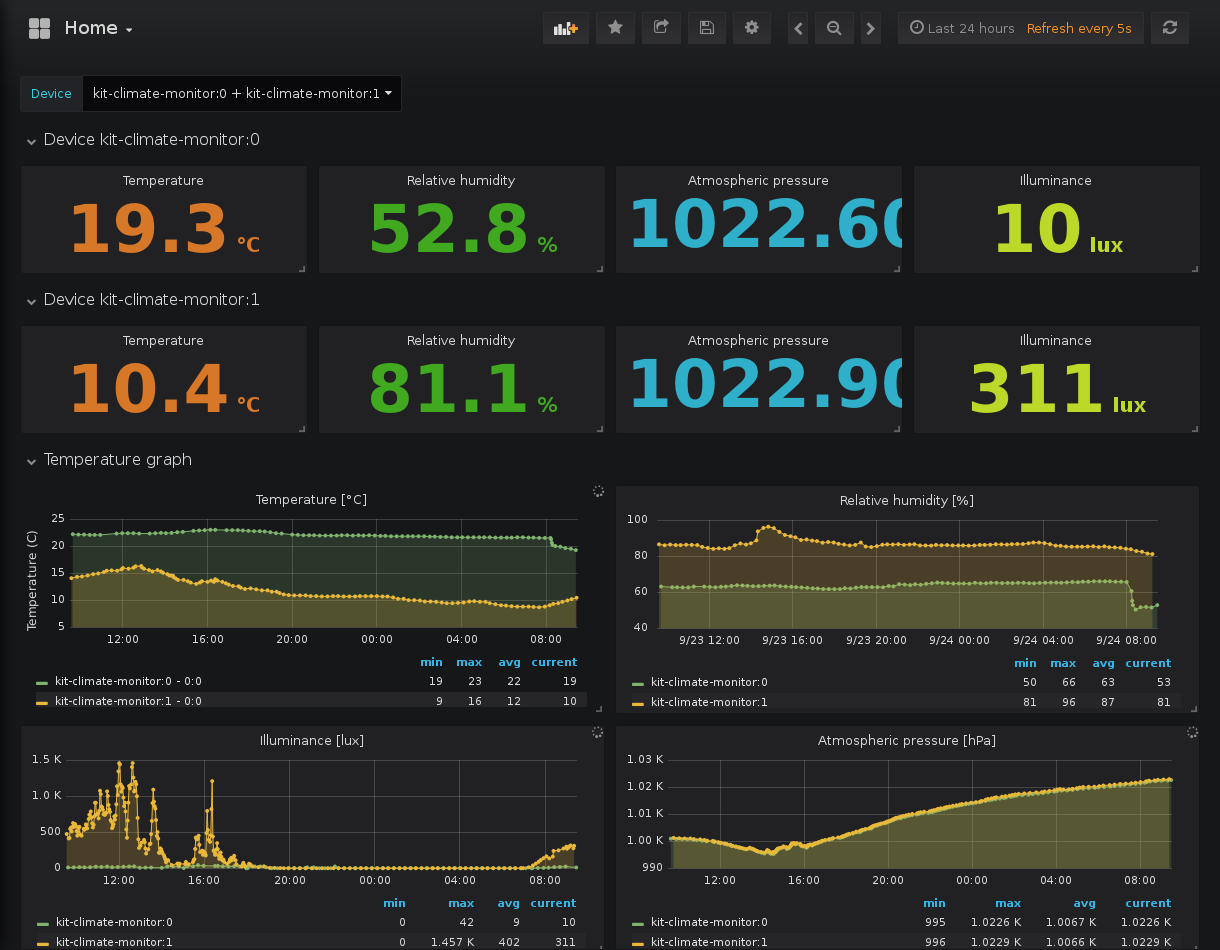 Home
Last 24 hours Refresh every 5s
Device kit-climate-monitor:0 + kit-climate-monitor:1
Device kit-climate-monitor:0
Temperature Relative humidity Atmospheric pressure Illuminance
19.3 °C 52.8 % 1022.60 10 lux
Device kit-climate-monitor:1
Temperature Relative humidity Atmospheric pressure Illuminance
10.4 °C 81.1 % 1022.90 311 lux
Temperature graph
Temperature [°C]
Temperature (C)
25
20
15
10
5
12:00 16:00 20:00 00:00 04:00 08:00
min max avg current
kit-climate-monitor:0 - 0:0 19 23 22 19
kit-climate-monitor:1 - 0:0 9 16 12 10
Relative humidity [%]
100
80
60
40
9/23 12:00 9/23 16:00 9/23 20:00 9/24 00:00 9/24 04:00 9/24 08:00
min max avg current
kit-climate-monitor:0 50 66 63 53
kit-climate-monitor:1 81 96 87 81
Illuminance [lux]
1.5 K
1.0 K
500
0
12:00 16:00 20:00 00:00 04:00 08:00
min max avg current
kit-climate-monitor:0 0 42 9 10
kit-climate-monitor:1 0 1.457 K 402 311
Atmospheric pressure [hPa]
1.03 K
1.02 K
1.01 K
1.00 K
990
12:00 16:00 20:00 00:00 04:00 08:00
min max avg current
kit-climate-monitor:0 995 1.0226 K 1.0067 K 1.0226 K
kit-climate-monitor:1 996 1.0229 K 1.0066 K 1.0229 K